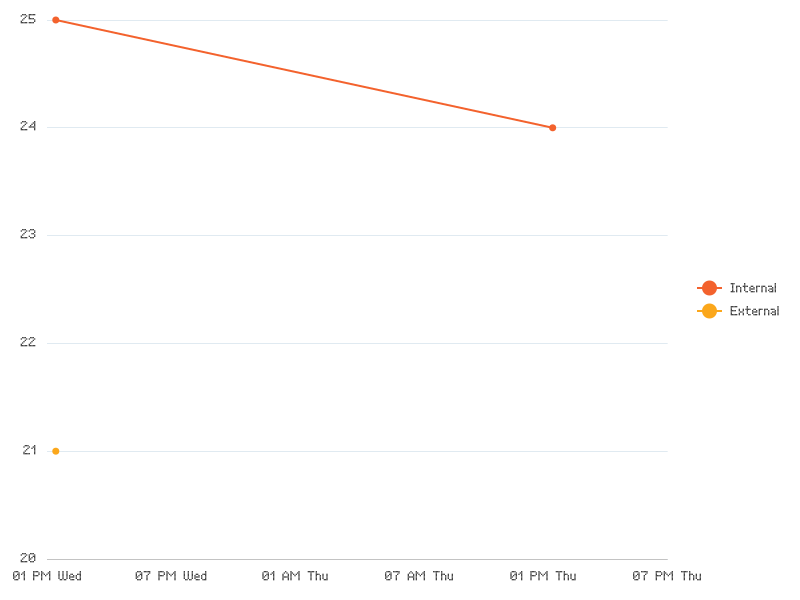 25
24
23
22
21
20
01 PM Wed
07 PM Wed
01 AM Thu
07 AM Thu
01 PM Thu
07 PM Thu
Internal
External